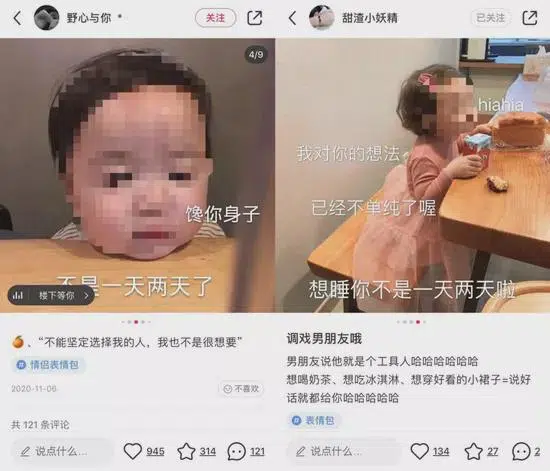 野心与你
关注
4/9
馋你身子
不是一天两天了
楼下等你
🍊、“不能坚定选择我的人，我也不是很想要”
# 情侣表情包
2020-11-06
不喜欢
共 121 条评论
说点什么...
945
314
121
甜渣小妖精
已关注
hiahia
我对你的想法
已经不单纯了喔
想睡你不是一天两天啦
调戏男朋友哦
男朋友说他就是个工具人哈哈哈哈哈哈
想喝奶茶、想吃冰淇淋、想穿好看的小裙子=说好
话就都给你哈哈哈哈哈
# 表情包
说点什么...
134
27
2